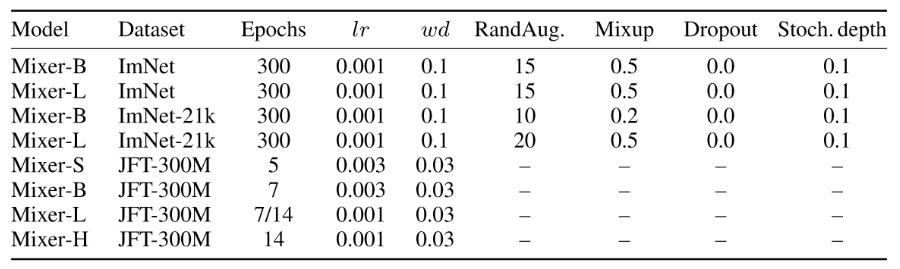 Model Dataset Epochs lr wd RandAug. Mixup Dropout Stoch. depth
Mixer-B ImNet 300 0.001 0.1 15 0.5 0.0 0.1
Mixer-L ImNet 300 0.001 0.1 15 0.5 0.0 0.1
Mixer-B ImNet-21k 300 0.001 0.1 10 0.2 0.0 0.1
Mixer-L ImNet-21k 300 0.001 0.1 20 0.5 0.0 0.1
Mixer-S JFT-300M 5 0.003 0.03 – – – –
Mixer-B JFT-300M 7 0.003 0.03 – – – –
Mixer-L JFT-300M 7/14 0.001 0.03 – – – –
Mixer-H JFT-300M 14 0.001 0.03 – – – –